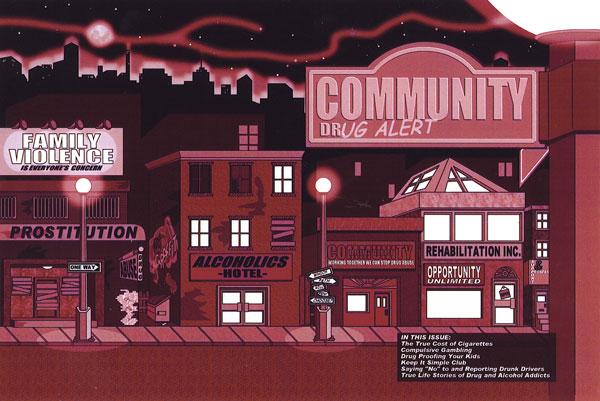 COMMUNITY
DRUG ALERT
FAMILY
VIOLENCE
IS EVERYONE'S CONCERN
PROSTITUTION
ONE WAY
ALCOHOLICS
-HOTEL-
COMMUNITY
WORKING TOGETHER WE CAN STOP DRUG ABUSE
REHABILITATION INC.
OPPORTUNITY
UNLIMITED
IN THIS ISSUE:
The True Cost of Cigarettes
Compulsive Gambling
Drug Proofing Your Kids
Keep It Simple Club
Saying "No" to and Reporting Drunk Drivers
True Life Stories of Drug and Alcohol Addicts